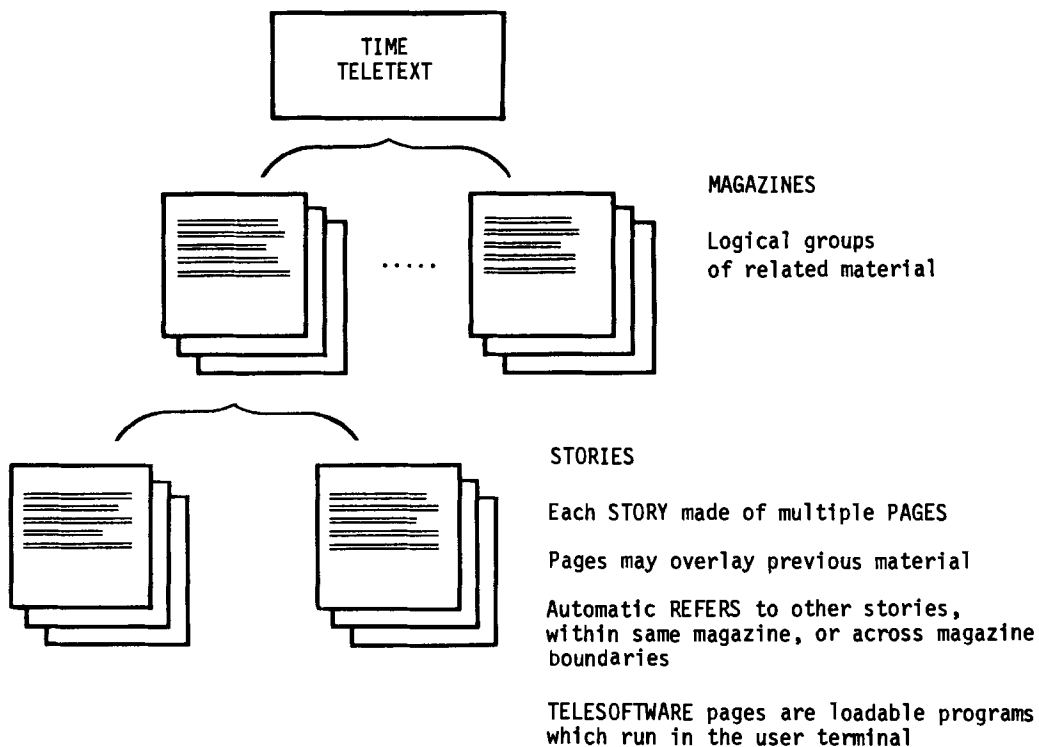 TIME
TELETEXT
MAGAZINES
Logical groups
of related material
.....
STORIES
Each STORY made of multiple PAGES
Pages may overlay previous material
Automatic REFERS to other stories,
within same magazine, or across magazine
boundaries
TELESOFTWARE pages are loadable programs
which run in the user terminal